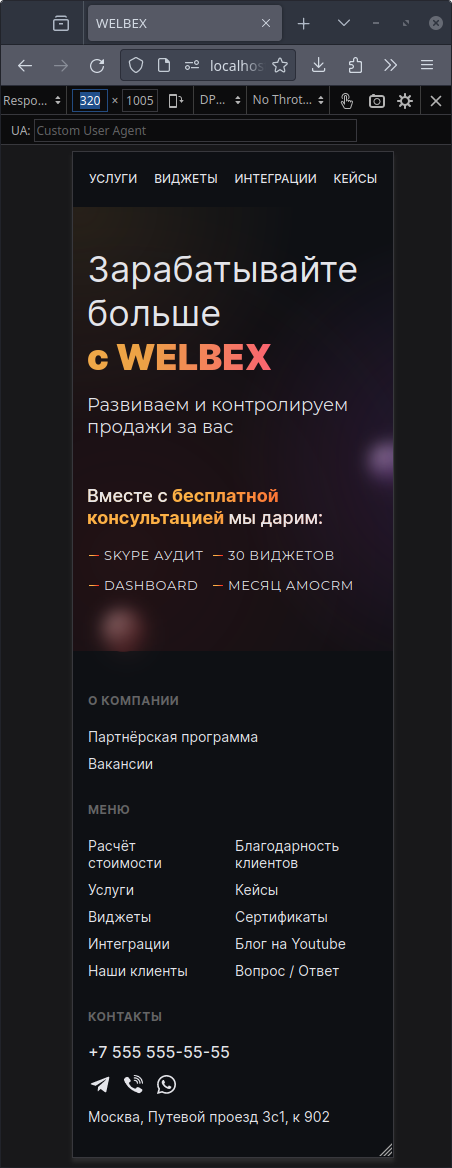 WELBEX
localhos
Respo...
320
×
1005
DP...
No Throt...
UA:
Custom User Agent
УСЛУГИ ВИДЖЕТЫ ИНТЕГРАЦИИ КЕЙСЫ
Зарабатывайте
больше
с WELBEX
Развиваем и контролируем
продажи за вас
Вместе с бесплатной
консультацией мы дарим:
— SKYPE АУДИТ — 30 ВИДЖЕТОВ
— DASHBOARD — МЕСЯЦ AMOCRM
О КОМПАНИИ
Партнёрская программа
Вакансии
МЕНЮ
Расчёт
стоимости
Услуги
Виджеты
Интеграции
Наши клиенты
Благодарность
клиентов
Кейсы
Сертификаты
Блог на Youtube
Вопрос / Ответ
КОНТАКТЫ
+7 555 555-55-55
Москва, Путевой проезд 3с1, к 902